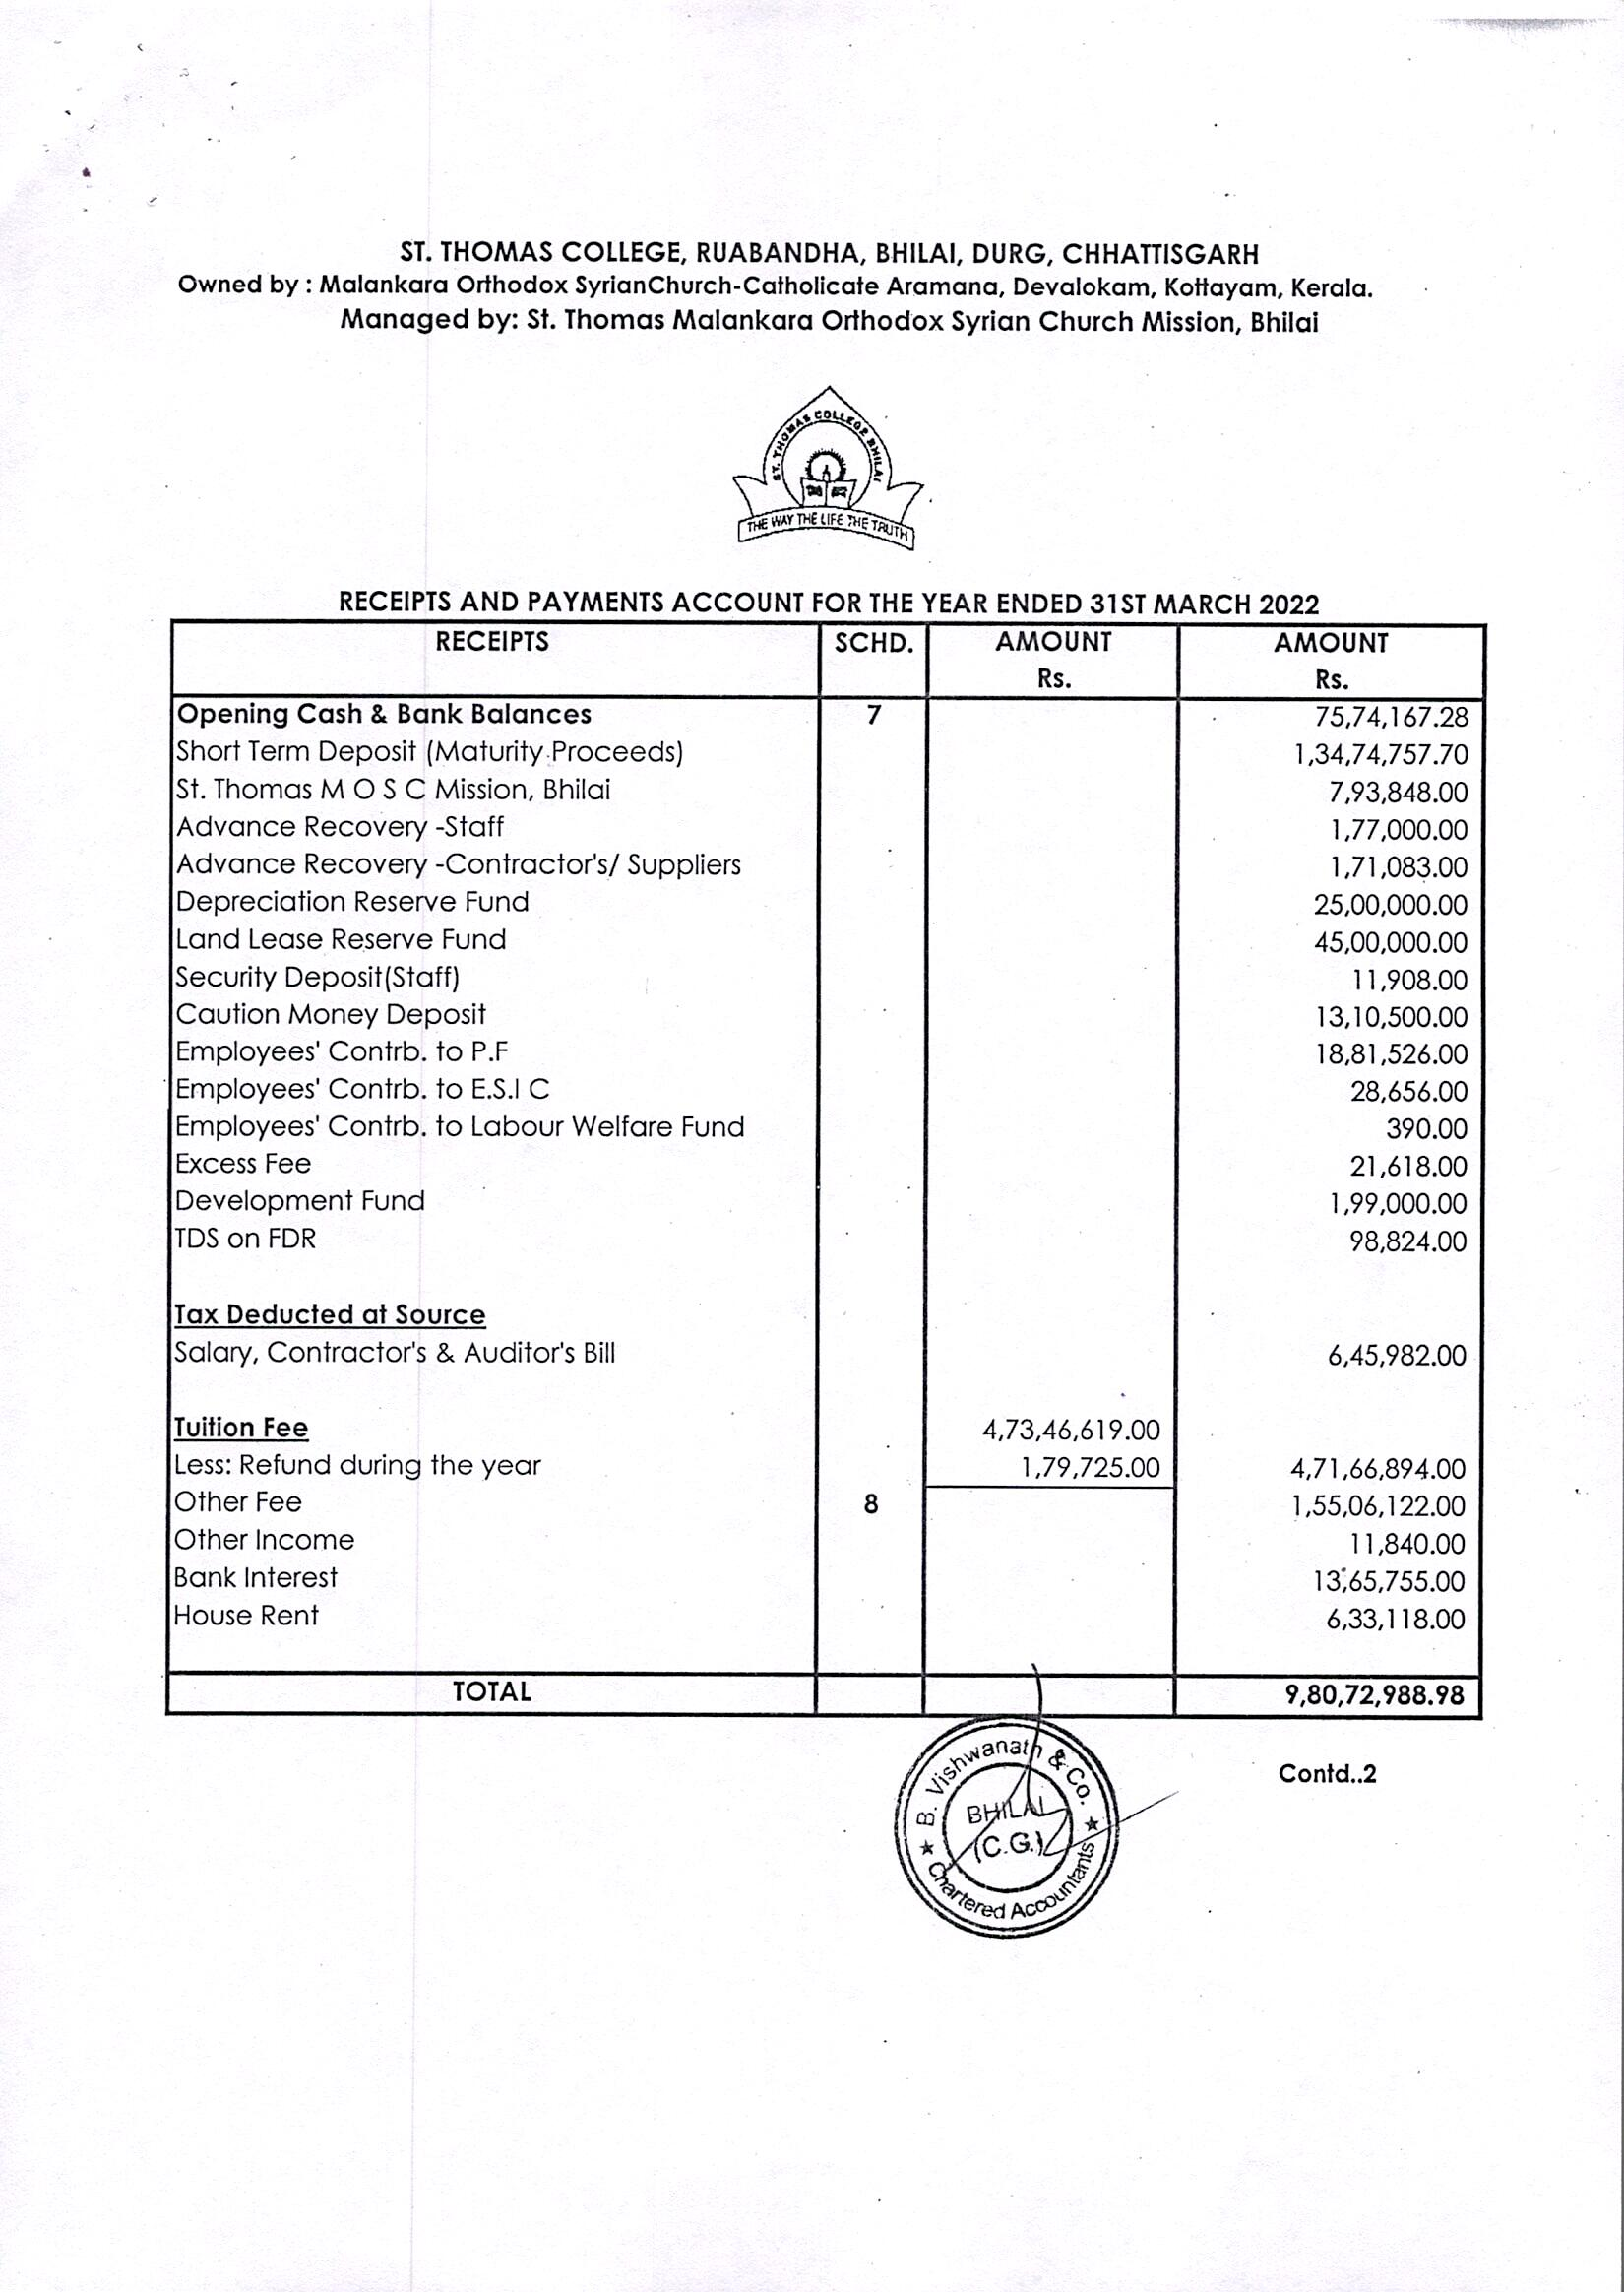 ST. THOMAS COLLEGE, RUABANDHA, BHILAI, DURG, CHHATTISGARH
Owned by : Malankara Orthodox SyrianChurch-Catholicate Aramana, Devalokam, Kottayam, Kerala.
Managed by: St. Thomas Malankara Orthodox Syrian Church Mission, Bhilai
ST. THOMAS COLLEGE BHILAI
THE WAY THE LIFE THE TRUTH
RECEIPTS AND PAYMENTS ACCOUNT FOR THE YEAR ENDED 31ST MARCH 2022
RECEIPTS SCHD. AMOUNT AMOUNT
Rs. Rs.
Opening Cash & Bank Balances 7 75,74,167.28
Short Term Deposit (Maturity Proceeds) 1,34,74,757.70
St. Thomas M O S C Mission, Bhilai 7,93,848.00
Advance Recovery -Staff 1,77,000.00
Advance Recovery -Contractor's/ Suppliers 1,71,083.00
Depreciation Reserve Fund 25,00,000.00
Land Lease Reserve Fund 45,00,000.00
Security Deposit(Staff) 11,908.00
Caution Money Deposit 13,10,500.00
Employees' Contrb. to P.F 18,81,526.00
Employees' Contrb. to E.S.I C 28,656.00
Employees' Contrb. to Labour Welfare Fund 390.00
Excess Fee 21,618.00
Development Fund 1,99,000.00
TDS on FDR 98,824.00
Tax Deducted at Source
Salary, Contractor's & Auditor's Bill 6,45,982.00
Tuition Fee 4,73,46,619.00
Less: Refund during the year 1,79,725.00 4,71,66,894.00
Other Fee 8 1,55,06,122.00
Other Income 11,840.00
Bank Interest 13,65,755.00
House Rent 6,33,118.00
TOTAL 9,80,72,988.98
Contd..2
B. Vishwanath & Co.
BHILAI
(C.G.)
★ Chartered Accountants ★